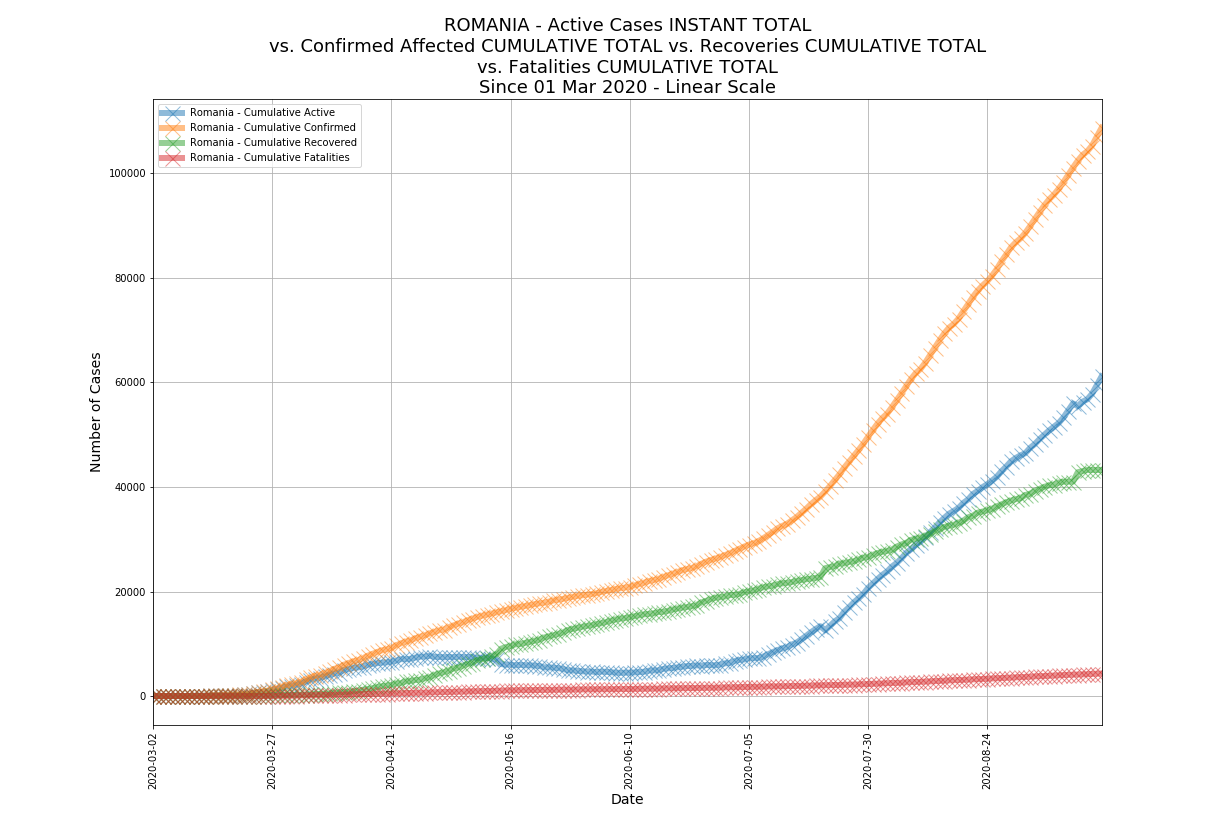 ROMANIA - Active Cases INSTANT TOTAL
vs. Confirmed Affected CUMULATIVE TOTAL vs. Recoveries CUMULATIVE TOTAL
vs. Fatalities CUMULATIVE TOTAL
Since 01 Mar 2020 - Linear Scale
Romania - Cumulative Active
Romania - Cumulative Confirmed
Romania - Cumulative Recovered
Romania - Cumulative Fatalities
Number of Cases
100000
80000
60000
40000
20000
0
2020-03-02
2020-03-27
2020-04-21
2020-05-16
2020-06-10
2020-07-05
2020-07-30
2020-08-24
Date